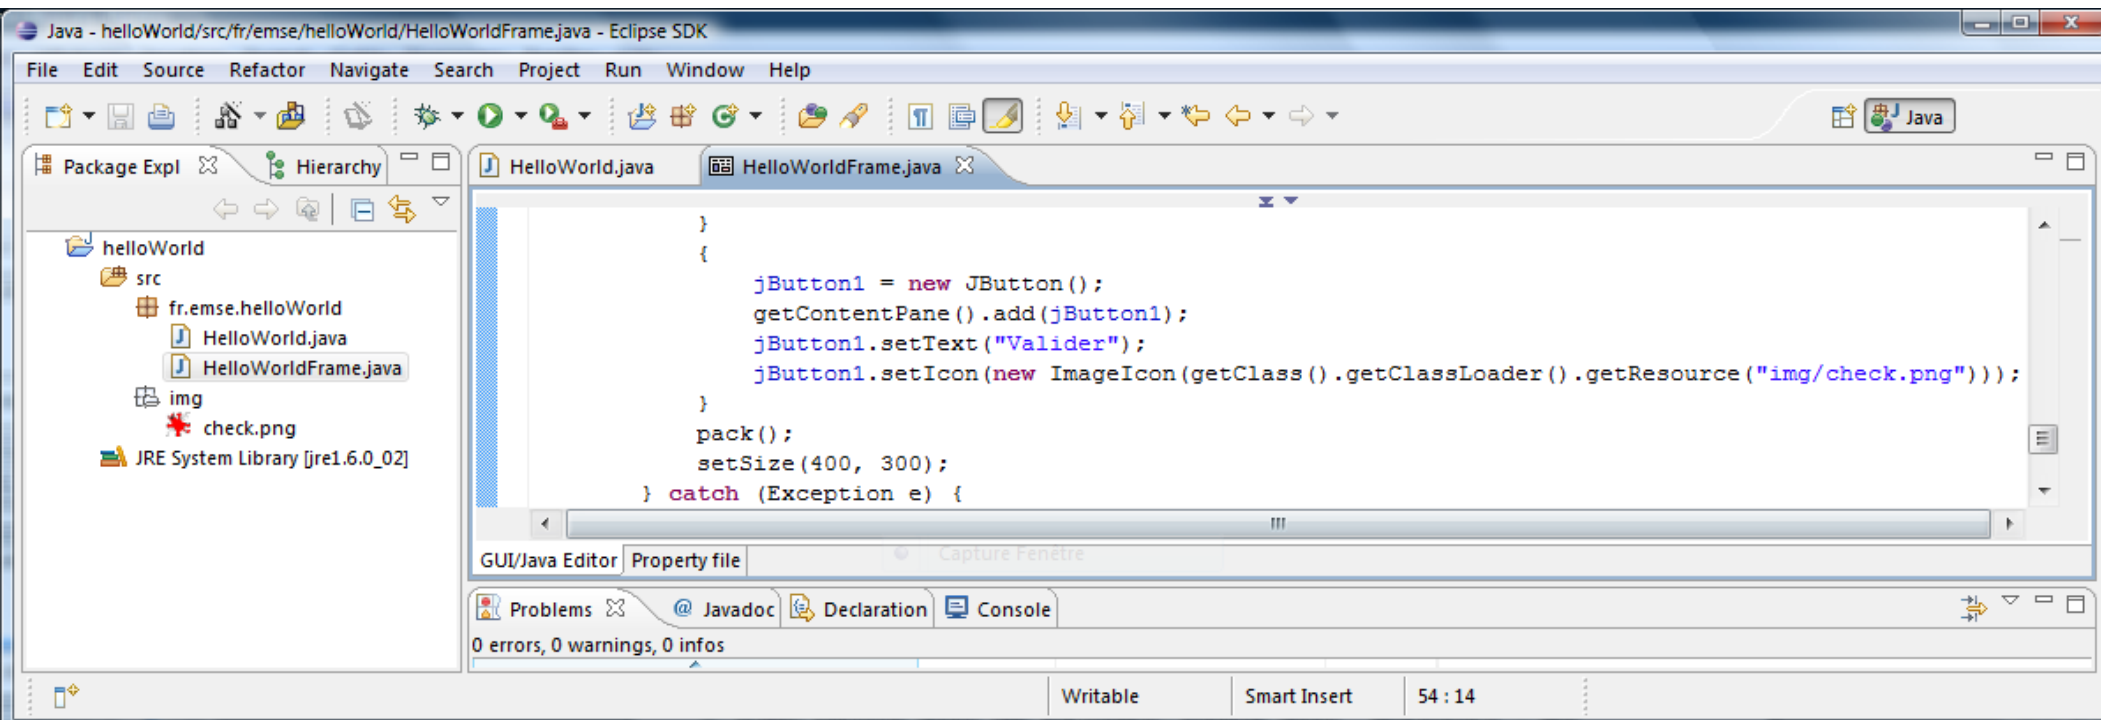 Java - helloWorld/src/fr/emse/helloWorld/HelloWorldFrame.java - Eclipse SDK
File Edit Source Refactor Navigate Search Project Run Window Help
Java
Package Expl Hierarchy
HelloWorld.java HelloWorldFrame.java
helloWorld
src
fr.emse.helloWorld
HelloWorld.java
HelloWorldFrame.java
img
check.png
JRE System Library [jre1.6.0_02]
}
{
jButton1 = new JButton();
getContentPane().add(jButton1);
jButton1.setText("Valider");
jButton1.setIcon(new ImageIcon(getClass().getClassLoader().getResource("img/check.png")));
}
pack();
setSize(400, 300);
} catch (Exception e) {
Capture Fenêtre
GUI/Java Editor Property file
Problems @ Javadoc Declaration Console
0 errors, 0 warnings, 0 infos
Writable Smart Insert 54 : 14